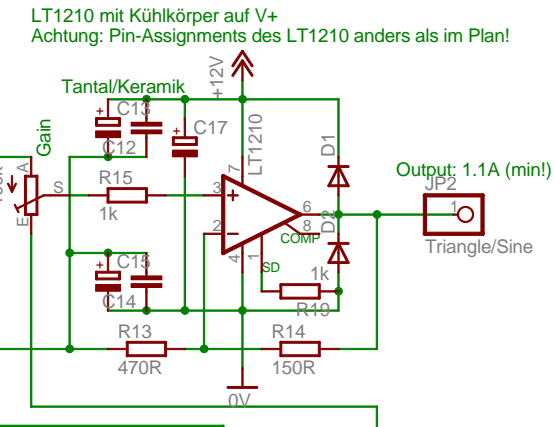 LT1210 mit Kühlkörper auf V+
Achtung: Pin-Assignments des LT1210 anders als im Plan!
+12V
Tantal/Keramik
C13
C17
C12
LT1210
D1
Gain
A
S
E
R15
1k
7
3
2
6
8
4
1
COMP
SD
D2
Output: 1.1A (min!)
JP2
1
Triangle/Sine
C15
C14
1k
R19
R13
470R
R14
150R
0V